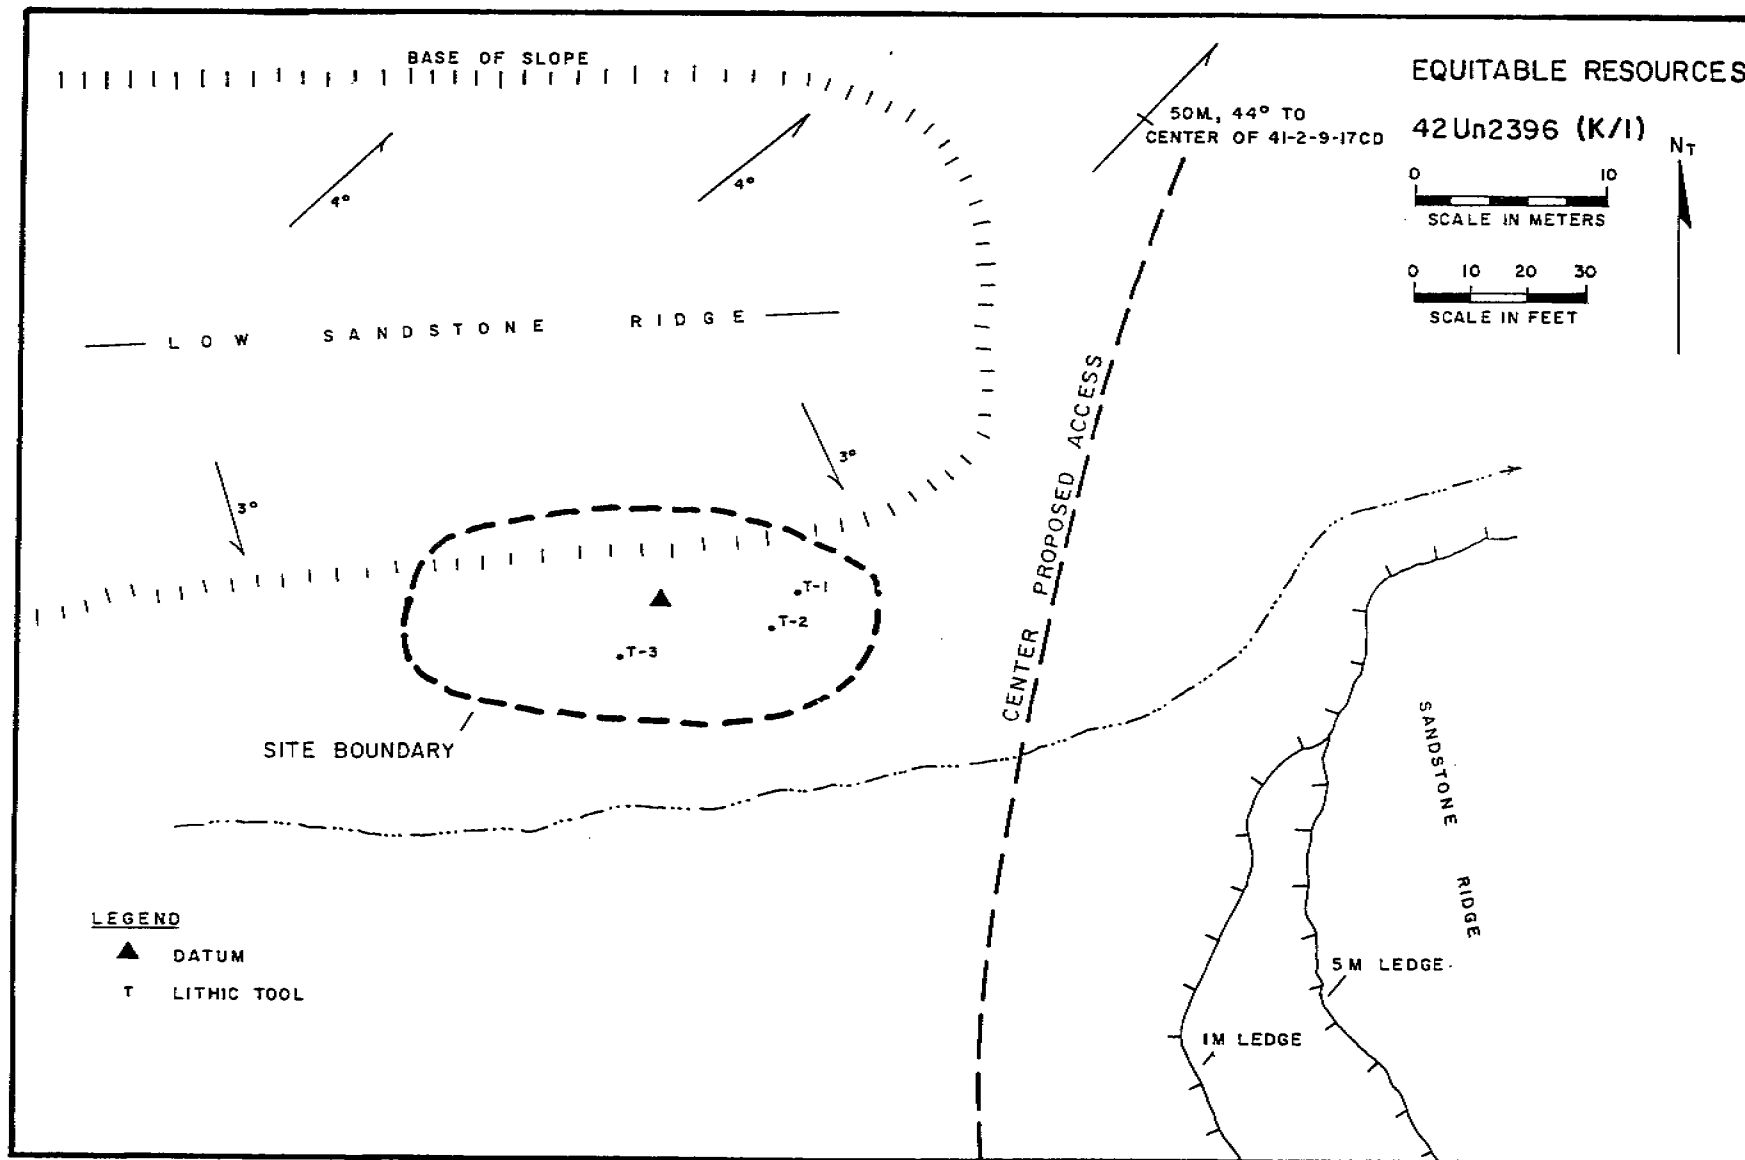 BASE OF SLOPE
EQUITABLE RESOURCES
42Un2396 (K/I)
50M, 44° TO
CENTER OF 41-2-9-17CD
NT
0 10
SCALE IN METERS
0 10 20 30
SCALE IN FEET
4°
4°
LOW SANDSTONE RIDGE
3°
3°
CENTER PROPOSED ACCESS
T-1
T-2
T-3
SITE BOUNDARY
SANDSTONE RIDGE
LEGEND
DATUM
T LITHIC TOOL
5M LEDGE
1M LEDGE